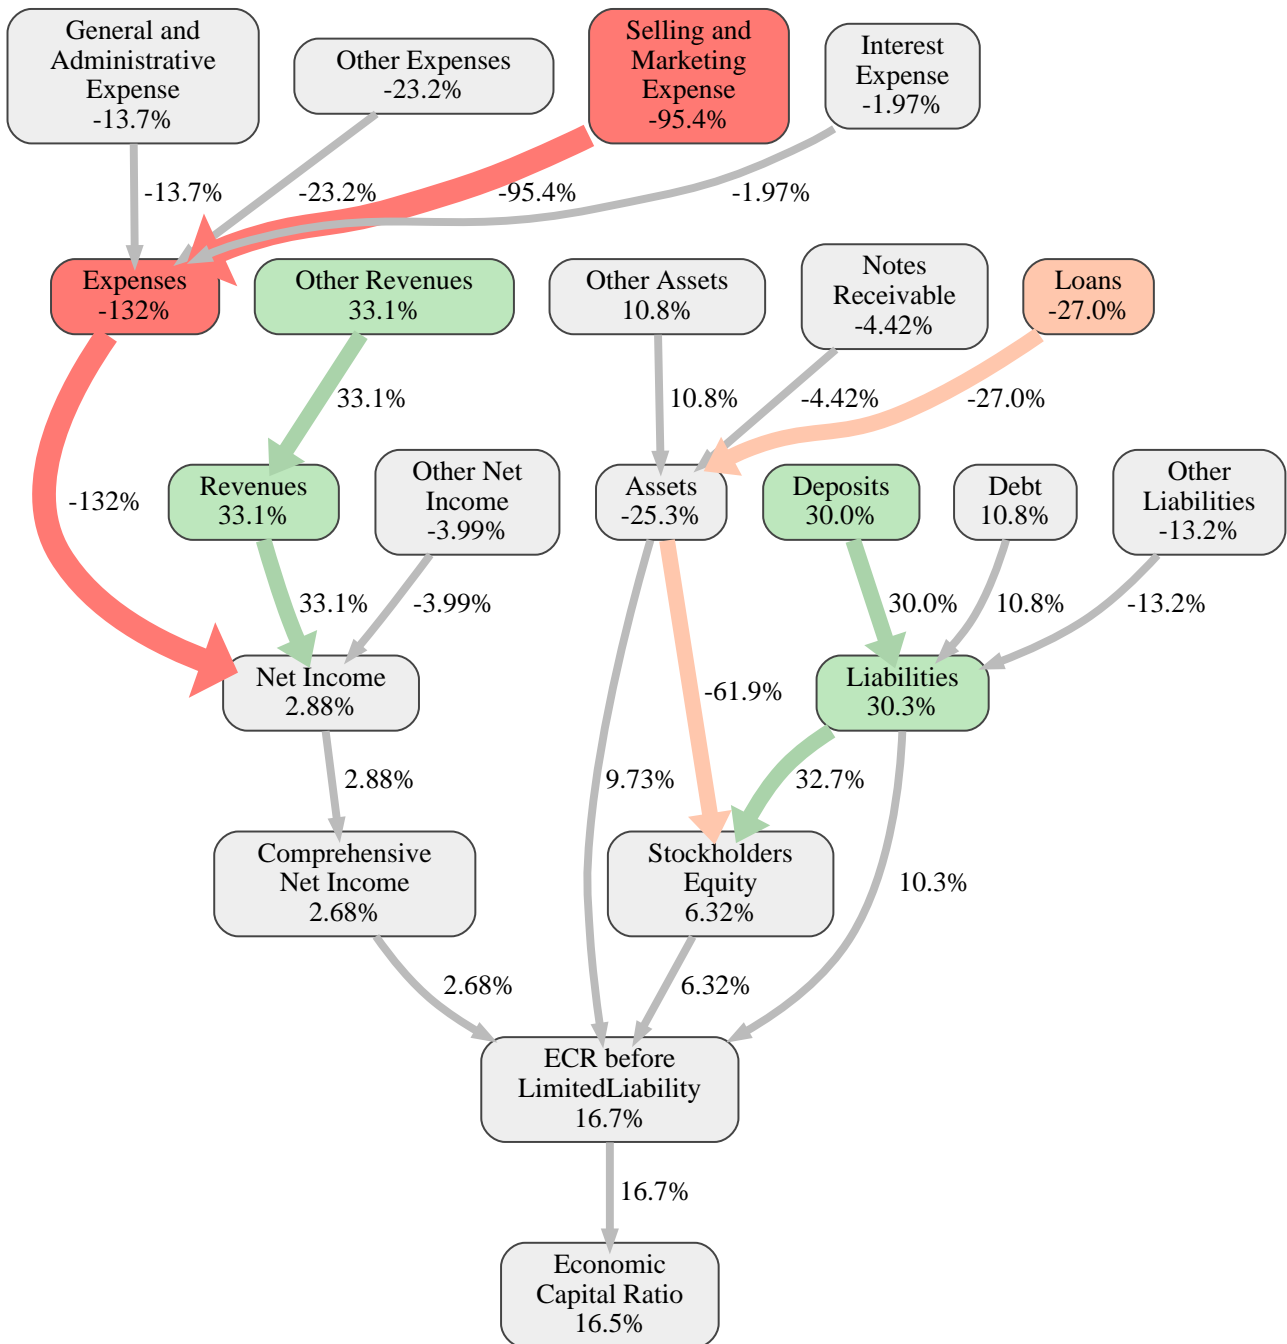 General and
Administrative
Expense
-13.7%
Other Expenses
-23.2%
Selling and
Marketing
Expense
-95.4%
Interest
Expense
-1.97%
-13.7%
-23.2%
-95.4%
-1.97%
Expenses
-132%
Other Revenues
33.1%
Other Assets
10.8%
Notes
Receivable
-4.42%
Loans
-27.0%
33.1%
10.8%
-4.42%
-27.0%
-132%
Revenues
33.1%
Other Net
Income
-3.99%
Assets
-25.3%
Deposits
30.0%
Debt
10.8%
Other
Liabilities
-13.2%
33.1%
-3.99%
30.0%
10.8%
-13.2%
Net Income
2.88%
-61.9%
Liabilities
30.3%
2.88%
9.73%
32.7%
Comprehensive
Net Income
2.68%
Stockholders
Equity
6.32%
10.3%
2.68%
6.32%
ECR before
LimitedLiability
16.7%
16.7%
Economic
Capital Ratio
16.5%